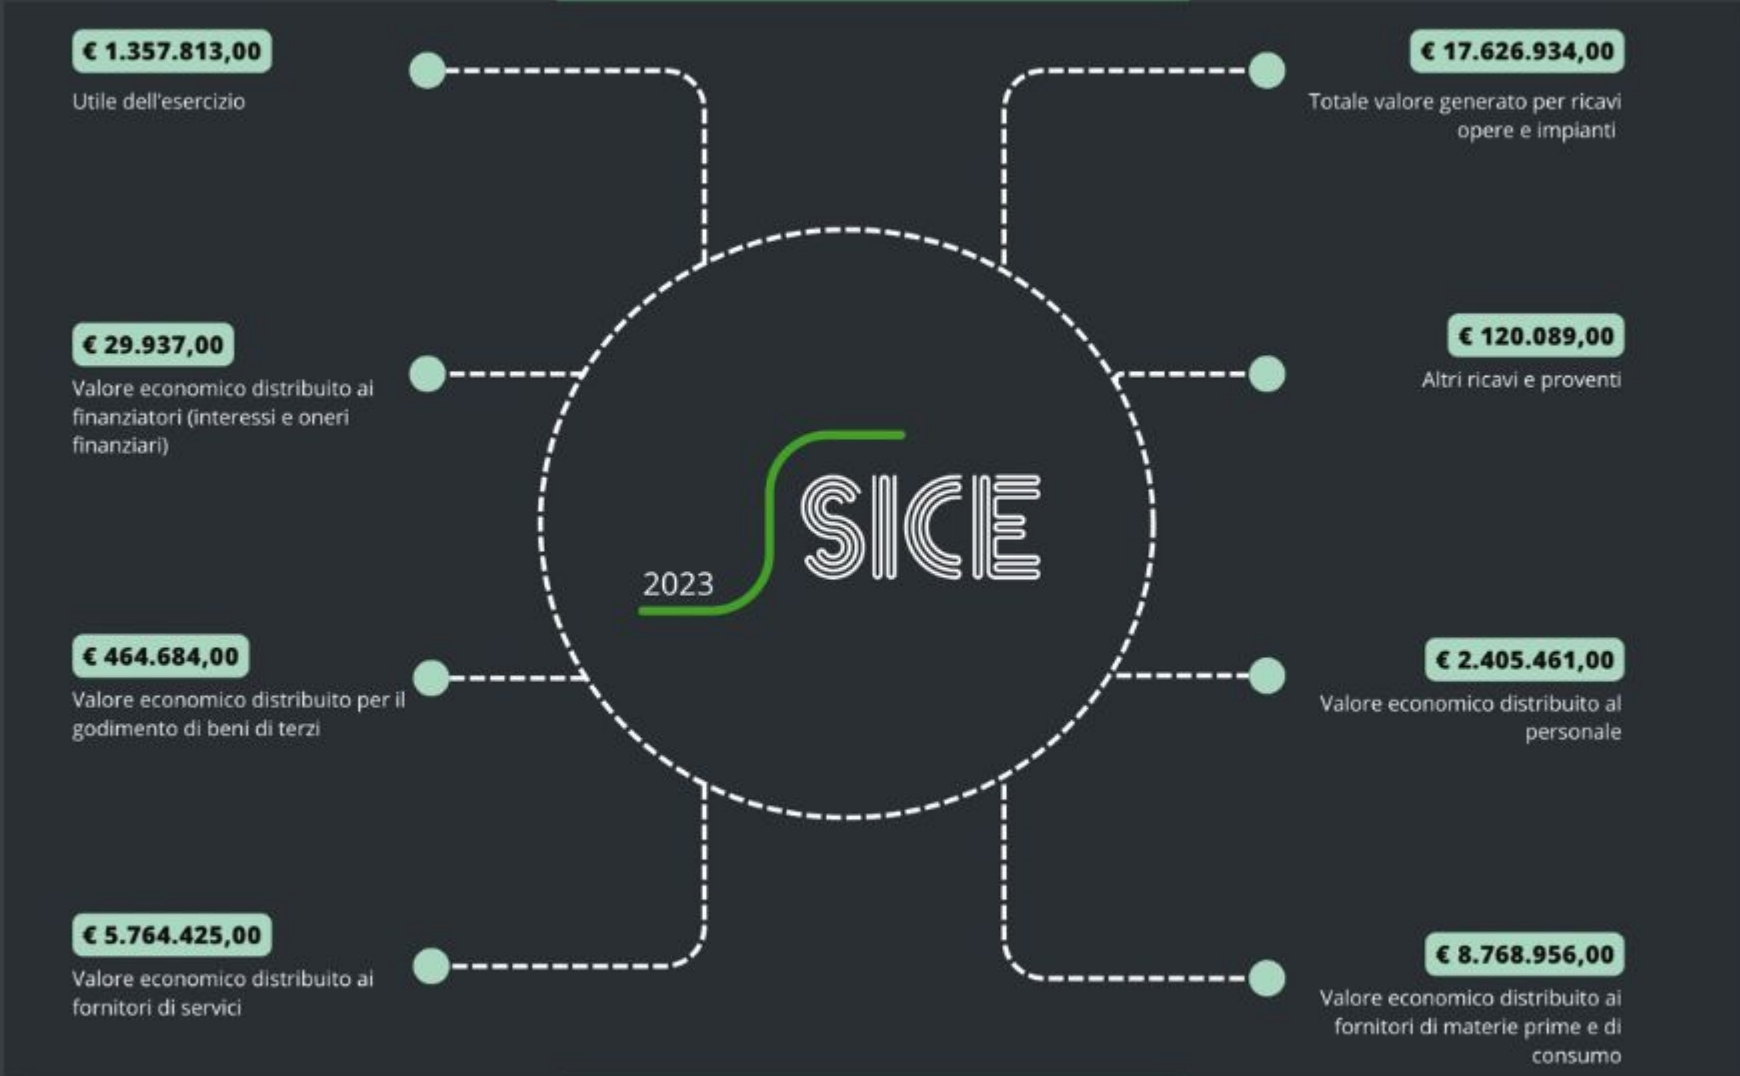 € 1.357.813,00
Utile dell'esercizio
€ 29.937,00
Valore economico distribuito ai
finanziatori (interessi e oneri
finanziari)
€ 464.684,00
Valore economico distribuito per il
godimento di beni di terzi
€ 5.764.425,00
Valore economico distribuito ai
fornitori di servizi
2023
SICE
€ 17.626.934,00
Totale valore generato per ricavi
opere e impianti
€ 120.089,00
Altri ricavi e proventi
€ 2.405.461,00
Valore economico distribuito al
personale
€ 8.768.956,00
Valore economico distribuito ai
fornitori di materie prime e di
consumo